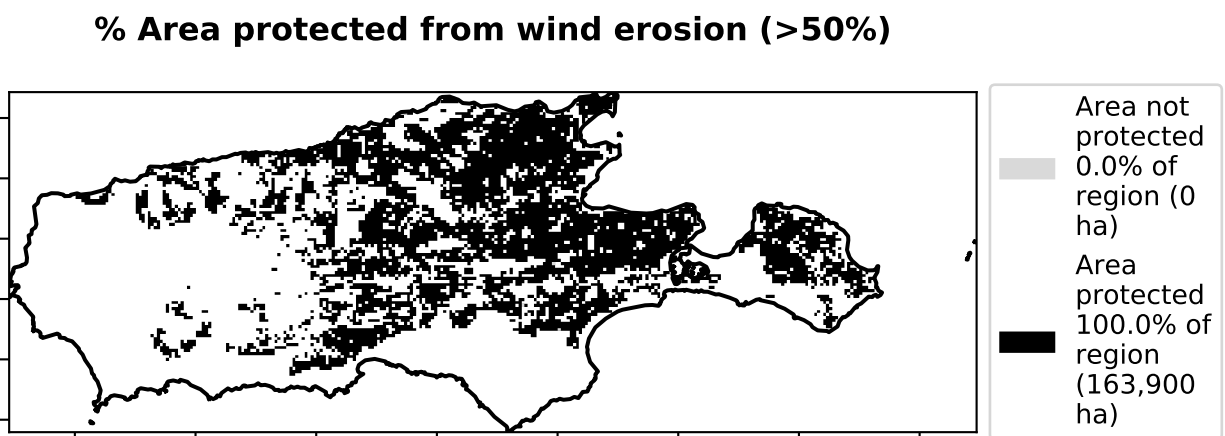 % Area protected from wind erosion (>50%)
Area not
protected
0.0% of
region (0
ha)
Area
protected
100.0% of
region
(163,900
ha)